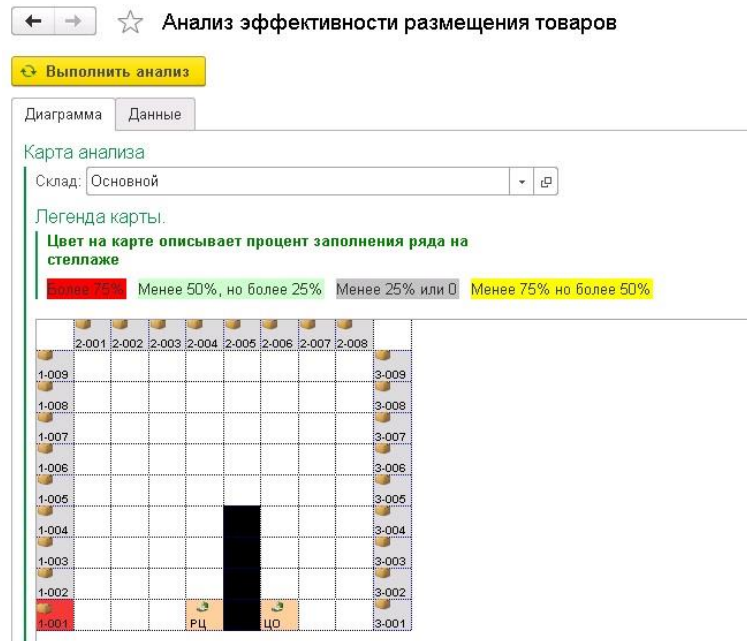 Анализ эффективности размещения товаров
Выполнить анализ
Диаграмма Данные
Карта анализа
Склад: Основной
Легенда карты.
Цвет на карте описывает процент заполнения ряда на
стеллаже
Более 75% Менее 50%, но более 25% Менее 25% или 0 Менее 75% но более 50%
2-001 2-002 2-003 2-004 2-005 2-006 2-007 2-008
1-009 3-009
1-008 3-008
1-007 3-007
1-006 3-006
1-005 3-005
1-004 3-004
1-003 3-003
1-002 3-002
1-001 РЦ ЦО 3-001